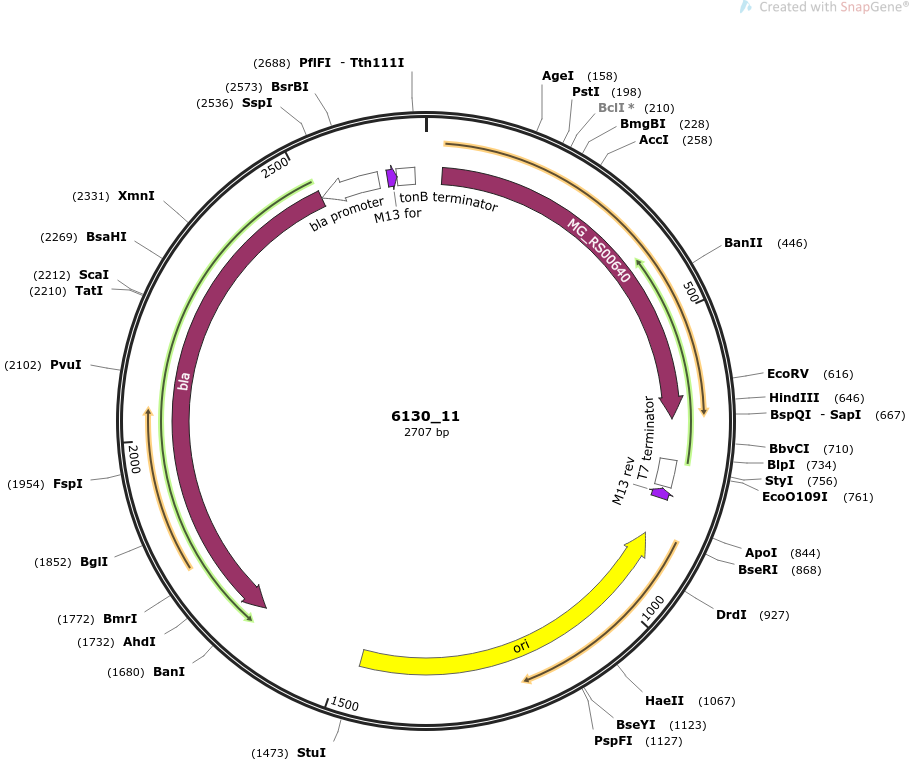 Created with SnapGene®
(2688) PflFI - Tth111I
(2573) BsrBI
(2536) SspI
AgeI (158)
PstI (198)
BclI * (210)
BmgBI (228)
AccI (258)
2500
(2331) XmnI
(2269) BsaHI
(2212) ScaI
(2210) TatI
(2102) PvuI
2000
(1954) FspI
(1852) BglI
(1772) BmrI
(1732) AhdI
(1680) BanI
(1473) StuI
1500
bla promoter
M13 for
tonB terminator
MG_RS00640
BanII (446)
500
EcoRV (616)
HindIII (646)
BspQI - SapI (667)
BbvCI (710)
BlpI (734)
StyI (756)
EcoO109I (761)
T7 terminator
M13 rev
bla
6130_11
2707 bp
ApoI (844)
BseRI (868)
DrdI (927)
1000
ori
HaeII (1067)
BseYI (1123)
PspFI (1127)